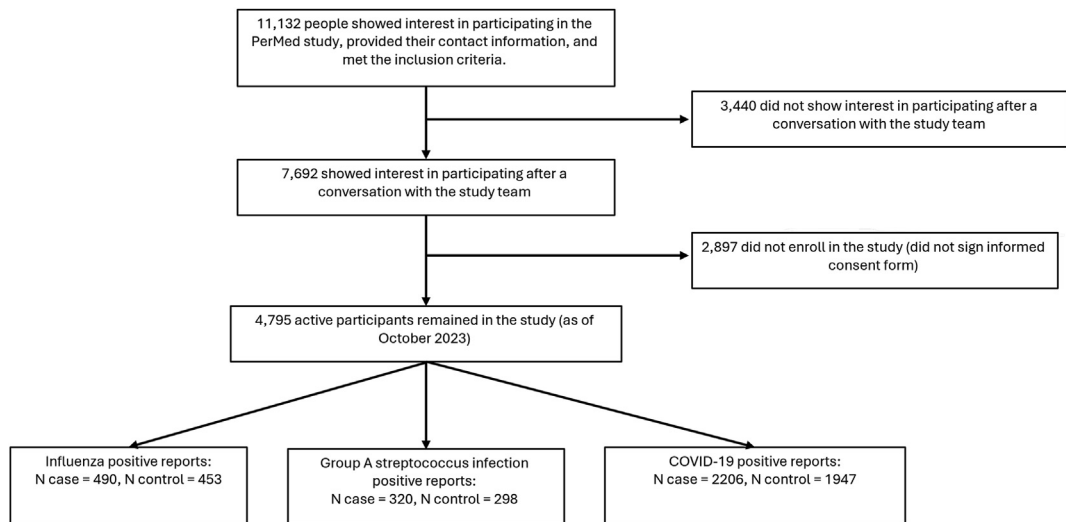 11,132 people showed interest in participating in the
PerMed study, provided their contact information, and
met the inclusion criteria.
3,440 did not show interest in participating after a
conversation with the study team
7,692 showed interest in participating after a
conversation with the study team
2,897 did not enroll in the study (did not sign informed
consent form)
4,795 active participants remained in the study (as of
October 2023)
Influenza positive reports:
N case = 490, N control = 453
Group A streptococcus infection
positive reports:
N case = 320, N control = 298
COVID-19 positive reports:
N case = 2206, N control = 1947